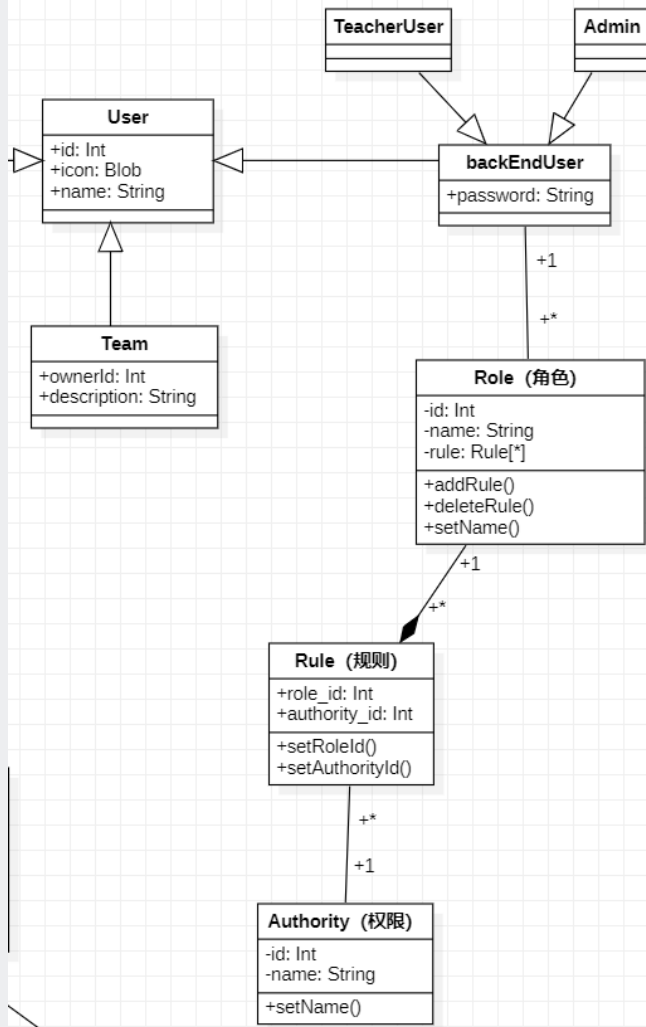 TeacherUser
Admin
User
+id: Int
+icon: Blob
+name: String
backEndUser
+password: String
+1
+*
Team
+ownerId: Int
+description: String
Role（角色）
-id: Int
-name: String
-rule: Rule[*]
+addRule()
+deleteRule()
+setName()
+1
+*
Rule（规则）
+role_id: Int
+authority_id: Int
+setRoleId()
+setAuthorityId()
+*
+1
Authority（权限）
-id: Int
-name: String
+setName()